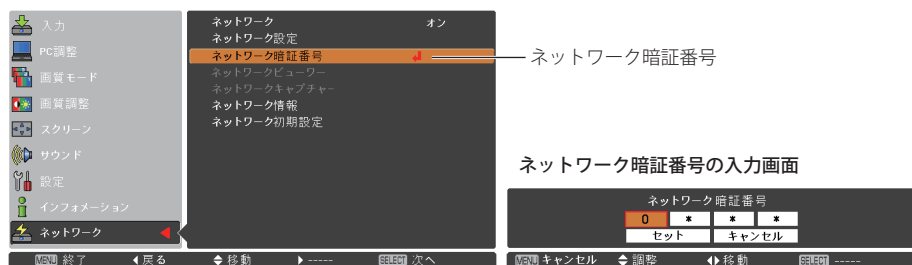 入力
PC調整
画質モード
画質調整
スクリーン
サウンド
設定
インフォメーション
ネットワーク
ネットワーク オン
ネットワーク設定
ネットワーク暗証番号
ネットワークビューワー
ネットワークキャプチャー
ネットワーク情報
ネットワーク初期設定
MENU 終了 戻る 移動 ----- SELECT 次へ
ネットワーク暗証番号
ネットワーク暗証番号の入力画面
ネットワーク暗証番号
0 * * *
セット キャンセル
MENU キャンセル 調整 移動 SELECT -----